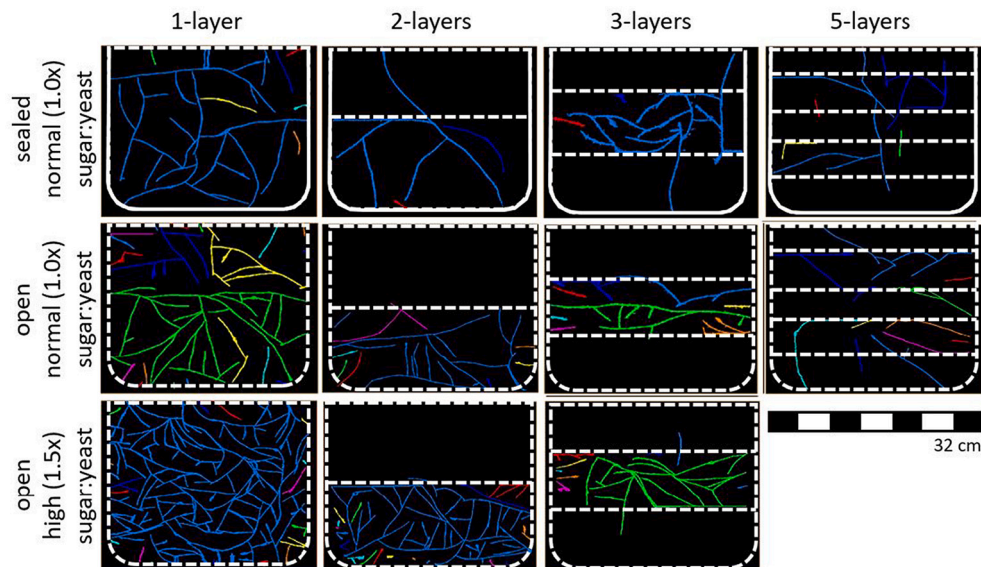 1-layer 2-layers 3-layers 5-layers
sealed
normal (1.0x)
sugar:yeast
open
normal (1.0x)
sugar:yeast
open
high (1.5x)
sugar:yeast
32 cm